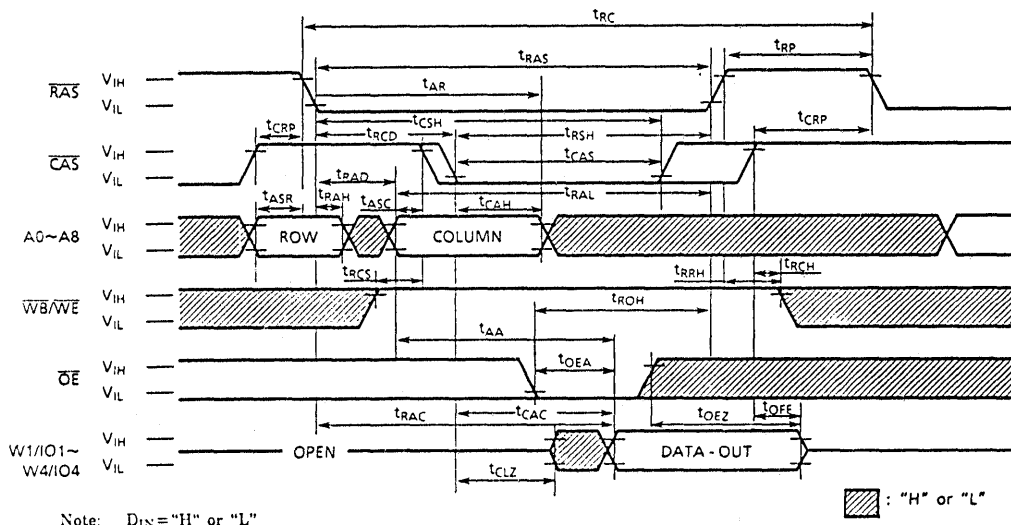 tRC
tRP
tRAS
RAS VIH
VIL
tAR
tCSH
tCRP tRCD tRSH tCRP
CAS VIH
VIL
tCAS
tRAD
tRAL
tASR tRAH tASC tCAH
A0~A8 VIH
VIL
ROW COLUMN
tRCS tRRH tRCH
WB/WE VIH
VIL
tROH
tAA
OE VIH
VIL
tOEA
tRAC tCAC tOEZ tOFF
W1/IO1~
W4/IO4
VIH
VIL
OPEN DATA-OUT
tCLZ
: "H" or "L"
Note: DIN="H" or "L"